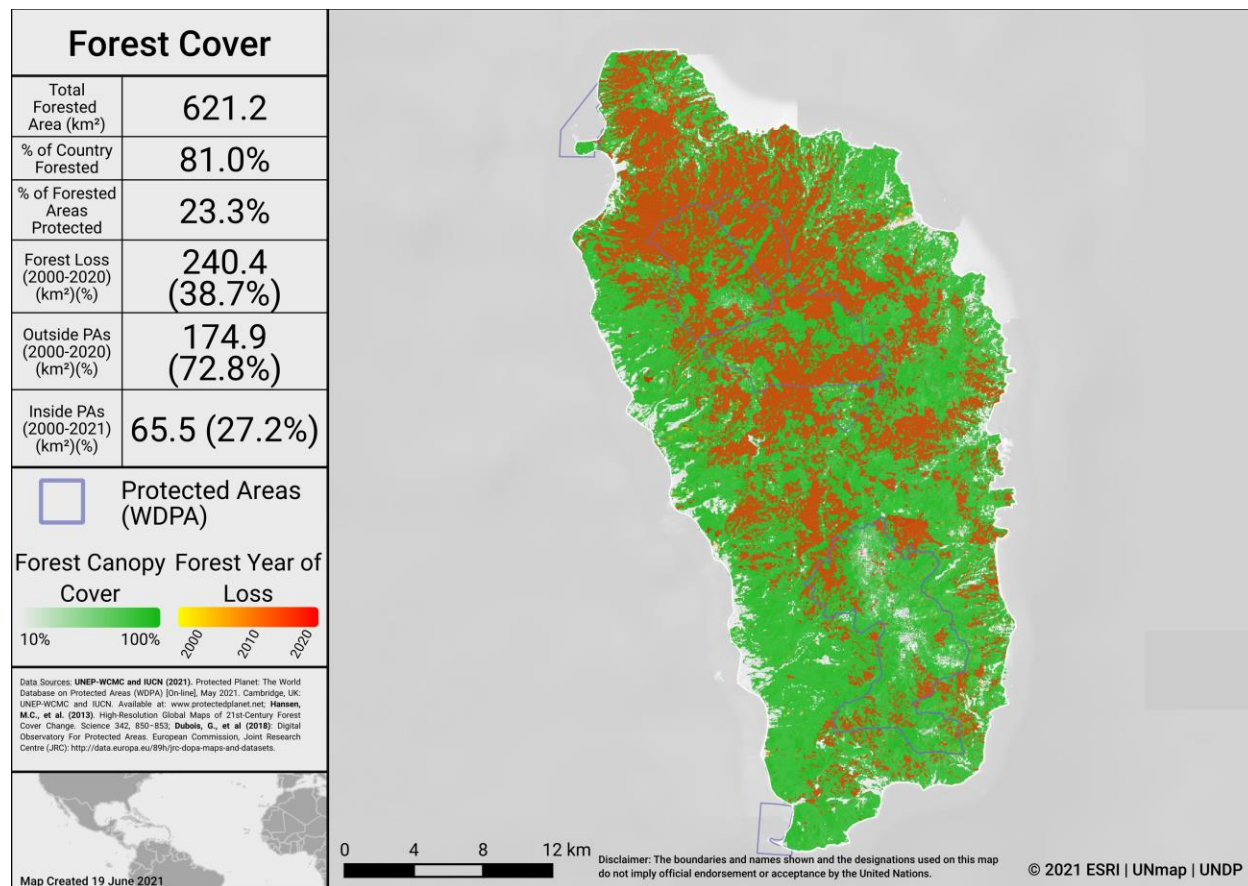 Forest Cover
Total
Forested
Area (km²)
621.2
% of Country
Forested
81.0%
% of Forested
Areas
Protected
23.3%
Forest Loss
(2000-2020)
(km²)(%)
240.4
(38.7%)
Outside PAs
(2000-2020)
(km²)(%)
174.9
(72.8%)
Inside PAs
(2000-2021)
(km²)(%)
65.5 (27.2%)
Protected Areas
(WDPA)
Forest Canopy
Cover
10%
100%
Forest Year of
Loss
2000
2010
2020
Data Sources: UNEP-WCMC and IUCN (2021). Protected Planet: The World
Database on Protected Areas (WDPA) [On-line], May 2021. Cambridge, UK:
UNEP-WCMC and IUCN. Available at: www.protectedplanet.net; Hansen,
M.C., et al. (2013). High-Resolution Global Maps of 21st-Century Forest
Cover Change. Science 342, 850–853; Dubois, G., et al (2018): Digital
Observatory For Protected Areas. European Commission, Joint Research
Centre (JRC): http://data.europa.eu/89h/jrc-dopa-maps-and-datasets.
Map Created 19 June 2021
0 4 8 12 km
Disclaimer: The boundaries and names shown and the designations used on this map
do not imply official endorsement or acceptance by the United Nations.
© 2021 ESRI | UNmap | UNDP